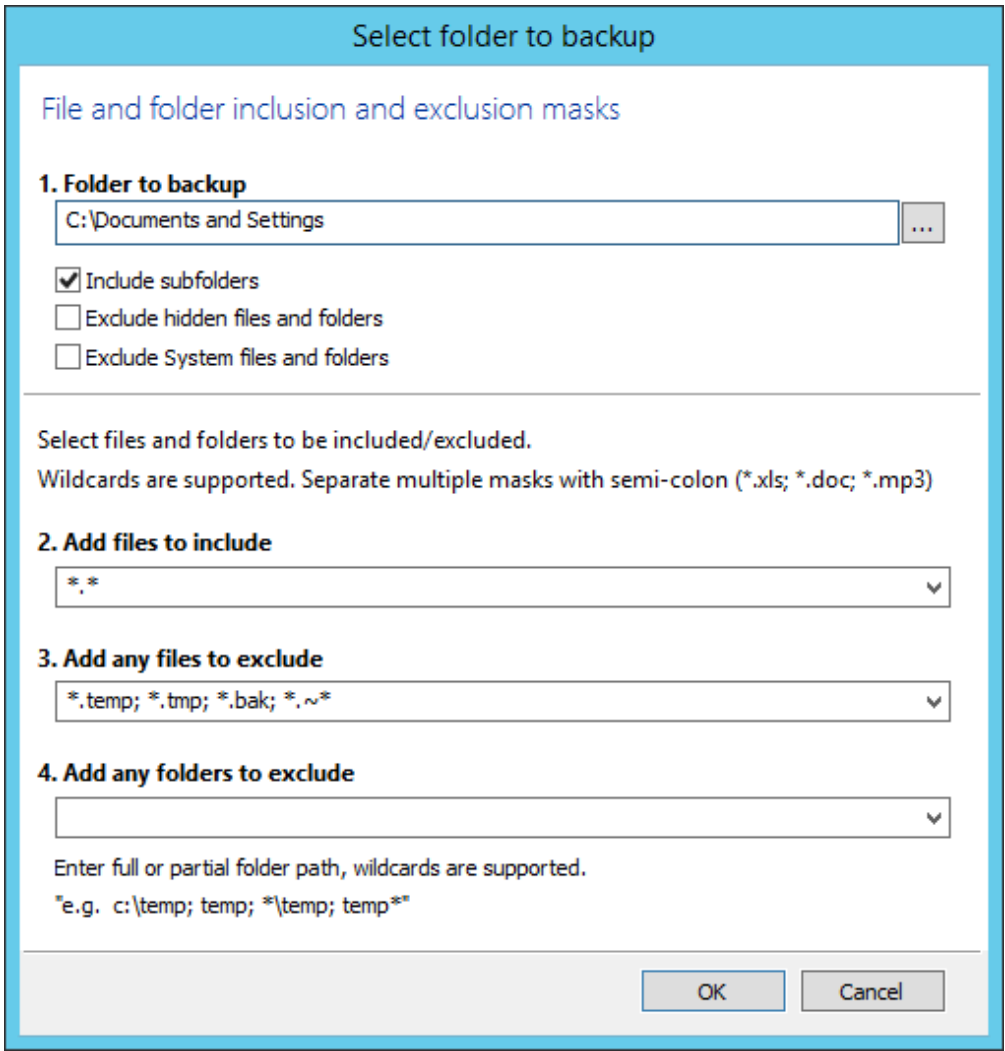 Select folder to backup
File and folder inclusion and exclusion masks
1. Folder to backup
C:\Documents and Settings
...
Include subfolders
Exclude hidden files and folders
Exclude System files and folders
Select files and folders to be included/excluded.
Wildcards are supported. Separate multiple masks with semi-colon (*.xls; *.doc; *.mp3)
2. Add files to include
*.*
3. Add any files to exclude
*.temp; *.tmp; *.bak; *.~*
4. Add any folders to exclude
Enter full or partial folder path, wildcards are supported.
"e.g.  c:\temp; temp; *\temp; temp*"
OK
Cancel